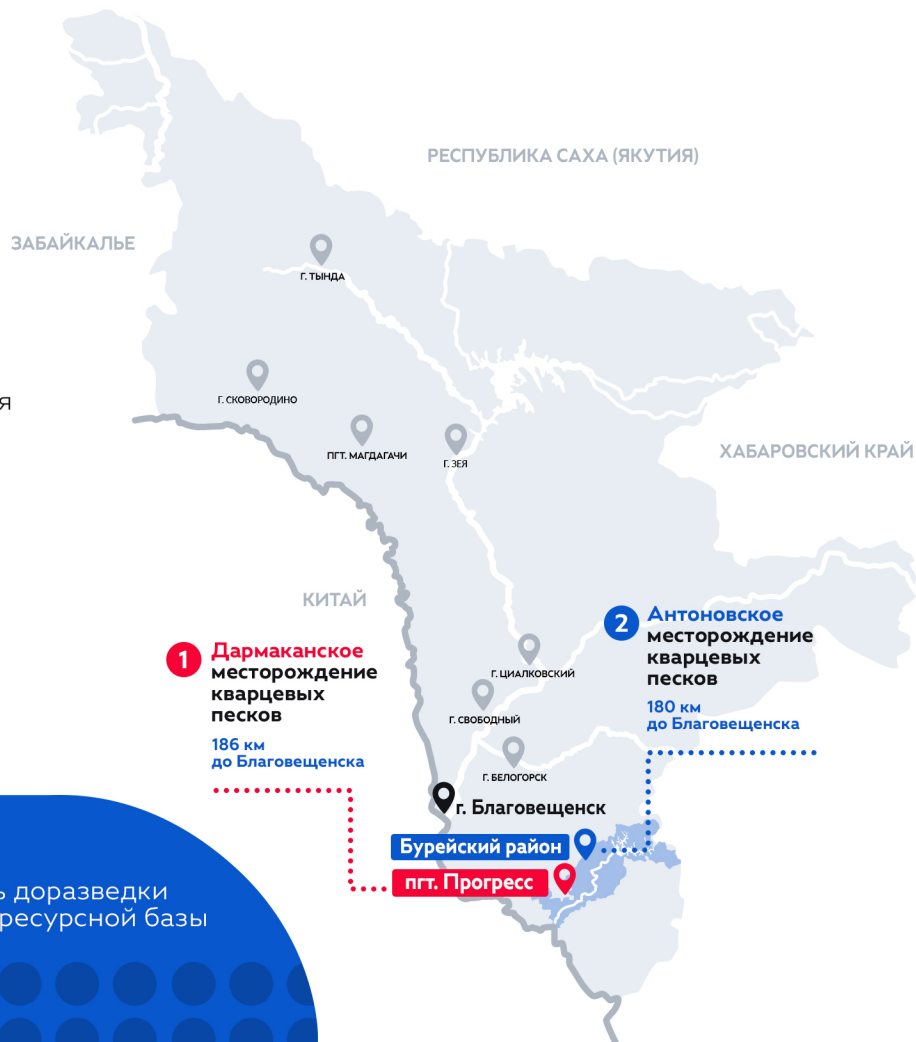 РЕСПУБЛИКА САХА (ЯКУТИЯ)
ЗАБАЙКАЛЬЕ
Г. ТЫНДА
Г. СКОВОРОДИНО
я
ПГТ. МАГДАГАЧИ
Г. ЗЕЯ
ХАБАРОВСКИЙ КРАЙ
КИТАЙ
1 Дармаканское
месторождение
кварцевых
песков
186 км
до Благовещенска
2 Антоновское
месторождение
кварцевых
песков
180 км
до Благовещенска
Г. ЦИАЛКОВСКИЙ
Г. СВОБОДНЫЙ
Г. БЕЛОГОРСК
г. Благовещенск
Бурейский район
пгт. Прогресс
ь доразведки
ресурсной базы